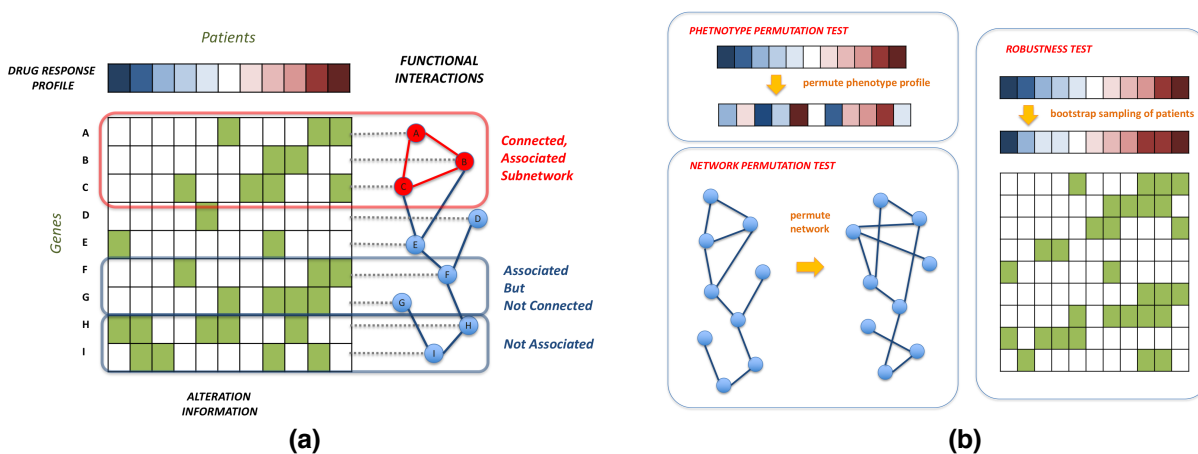 Patients
DRUG RESPONSE
PROFILE
FUNCTIONAL
INTERACTIONS
A
B
C
D
E
F
G
H
I
Genes
A
B
C
D
E
F
G
H
I
Connected,
Associated
Subnetwork
Associated
But
Not Connected
Not Associated
ALTERATION
INFORMATION
(a)
PHETNOTYPE PERMUTATION TEST
permute phenotype profile
NETWORK PERMUTATION TEST
permute
network
ROBUSTNESS TEST
bootstrap sampling of patients
(b)